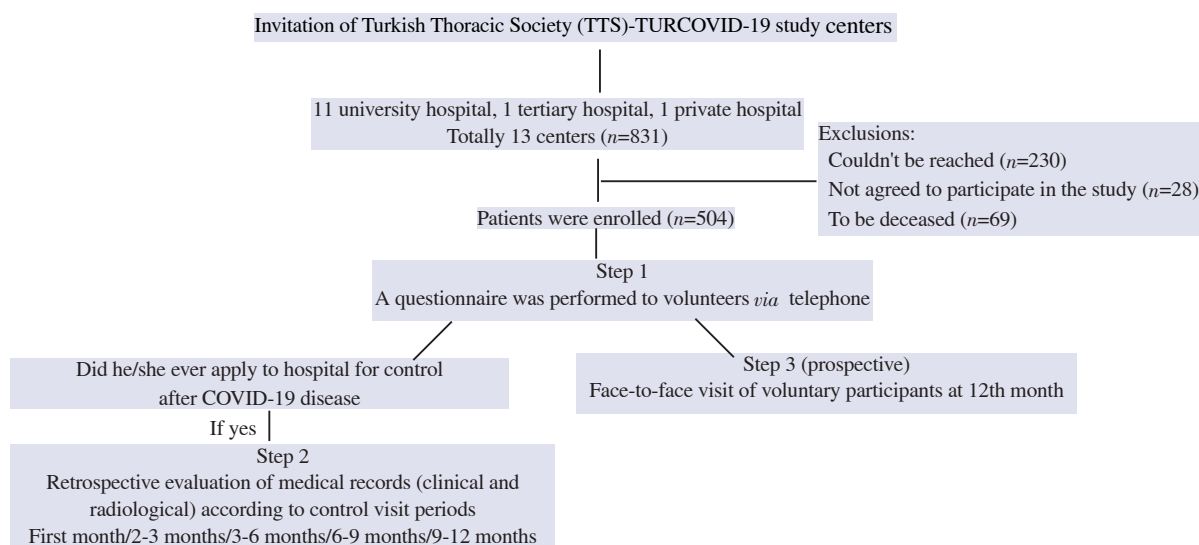 Invitation of Turkish Thoracic Society (TTS)-TURCOVID-19 study centers
11 university hospital, 1 tertiary hospital, 1 private hospital
Totally 13 centers (n=831)
Exclusions:
Couldn't be reached (n=230)
Not agreed to participate in the study (n=28)
To be deceased (n=69)
Patients were enrolled (n=504)
Step 1
A questionnaire was performed to volunteers via telephone
Did he/she ever apply to hospital for control
after COVID-19 disease
Step 3 (prospective)
Face-to-face visit of voluntary participants at 12th month
If yes
Step 2
Retrospective evaluation of medical records (clinical and
radiological) according to control visit periods
First month/2-3 months/3-6 months/6-9 months/9-12 months